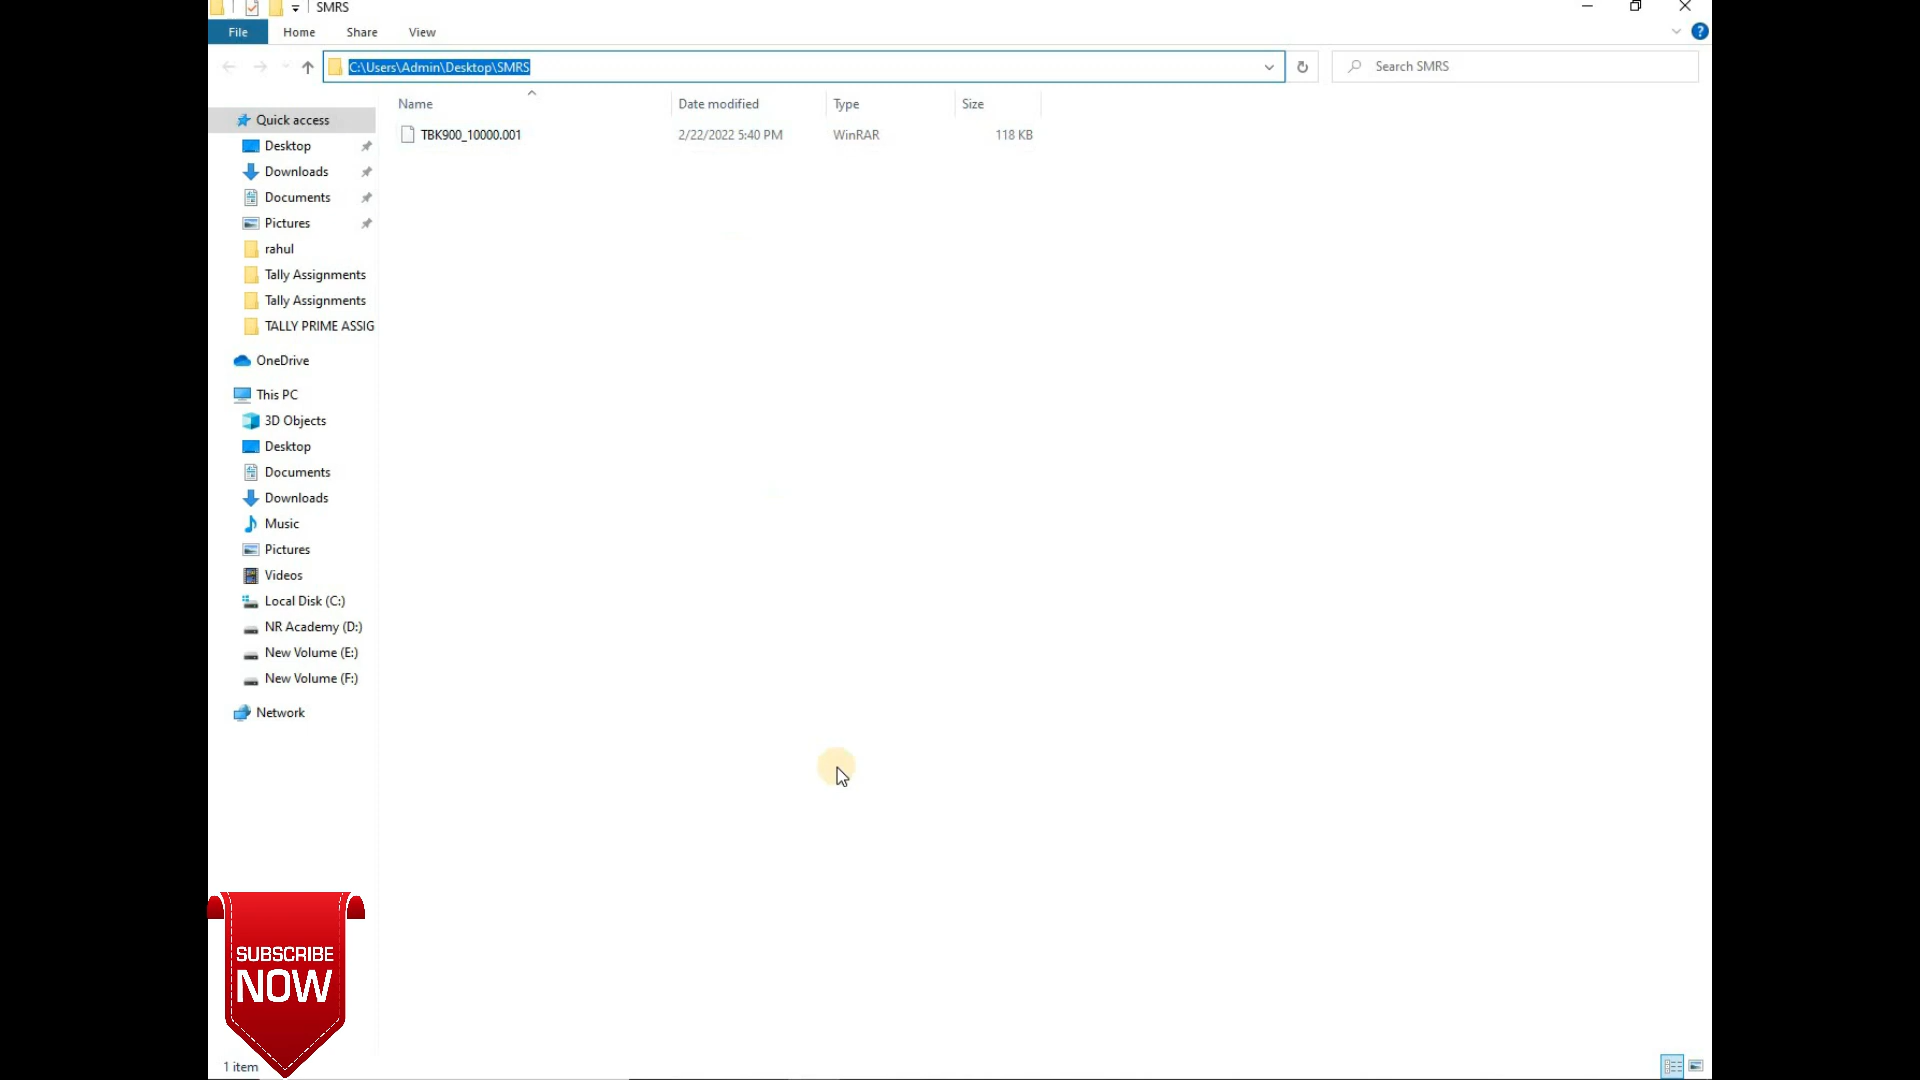 SMRS
File Home Share View
C:\Users\Admin\Desktop\SMRS
Search SMRS
Name Date modified Type Size
TBK900_10000.001 2/22/2022 5:40 PM WinRAR 118 KB
Quick access
Desktop
Downloads
Documents
Pictures
rahul
Tally Assignments
Tally Assignments
TALLY PRIME ASSIG
OneDrive
This PC
3D Objects
Desktop
Documents
Downloads
Music
Pictures
Videos
Local Disk (C:)
NR Academy (D:)
New Volume (E:)
New Volume (F:)
Network
SUBSCRIBE
NOW
1 item